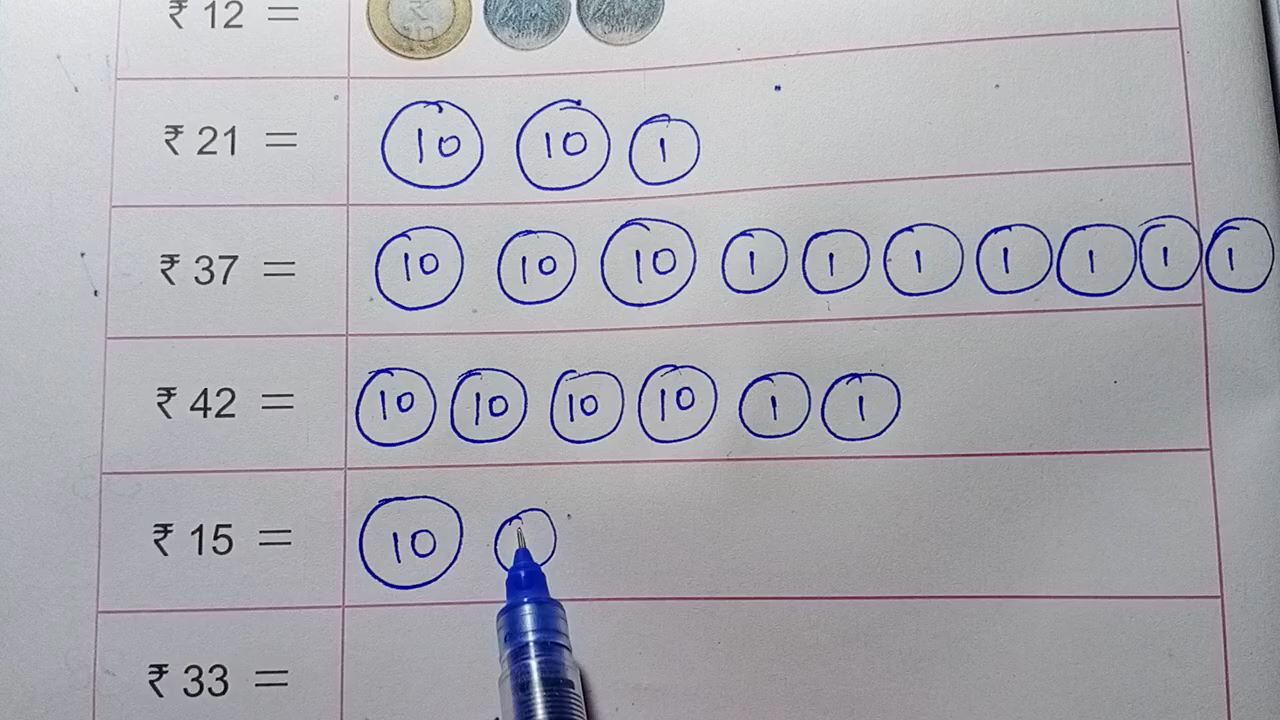 ₹ 12 =
₹ 21 = 10 10 1
₹ 37 = 10 10 10 1 1 1 1 1 1 1
₹ 42 = 10 10 10 10 1 1
₹ 15 = 10
₹ 33 =